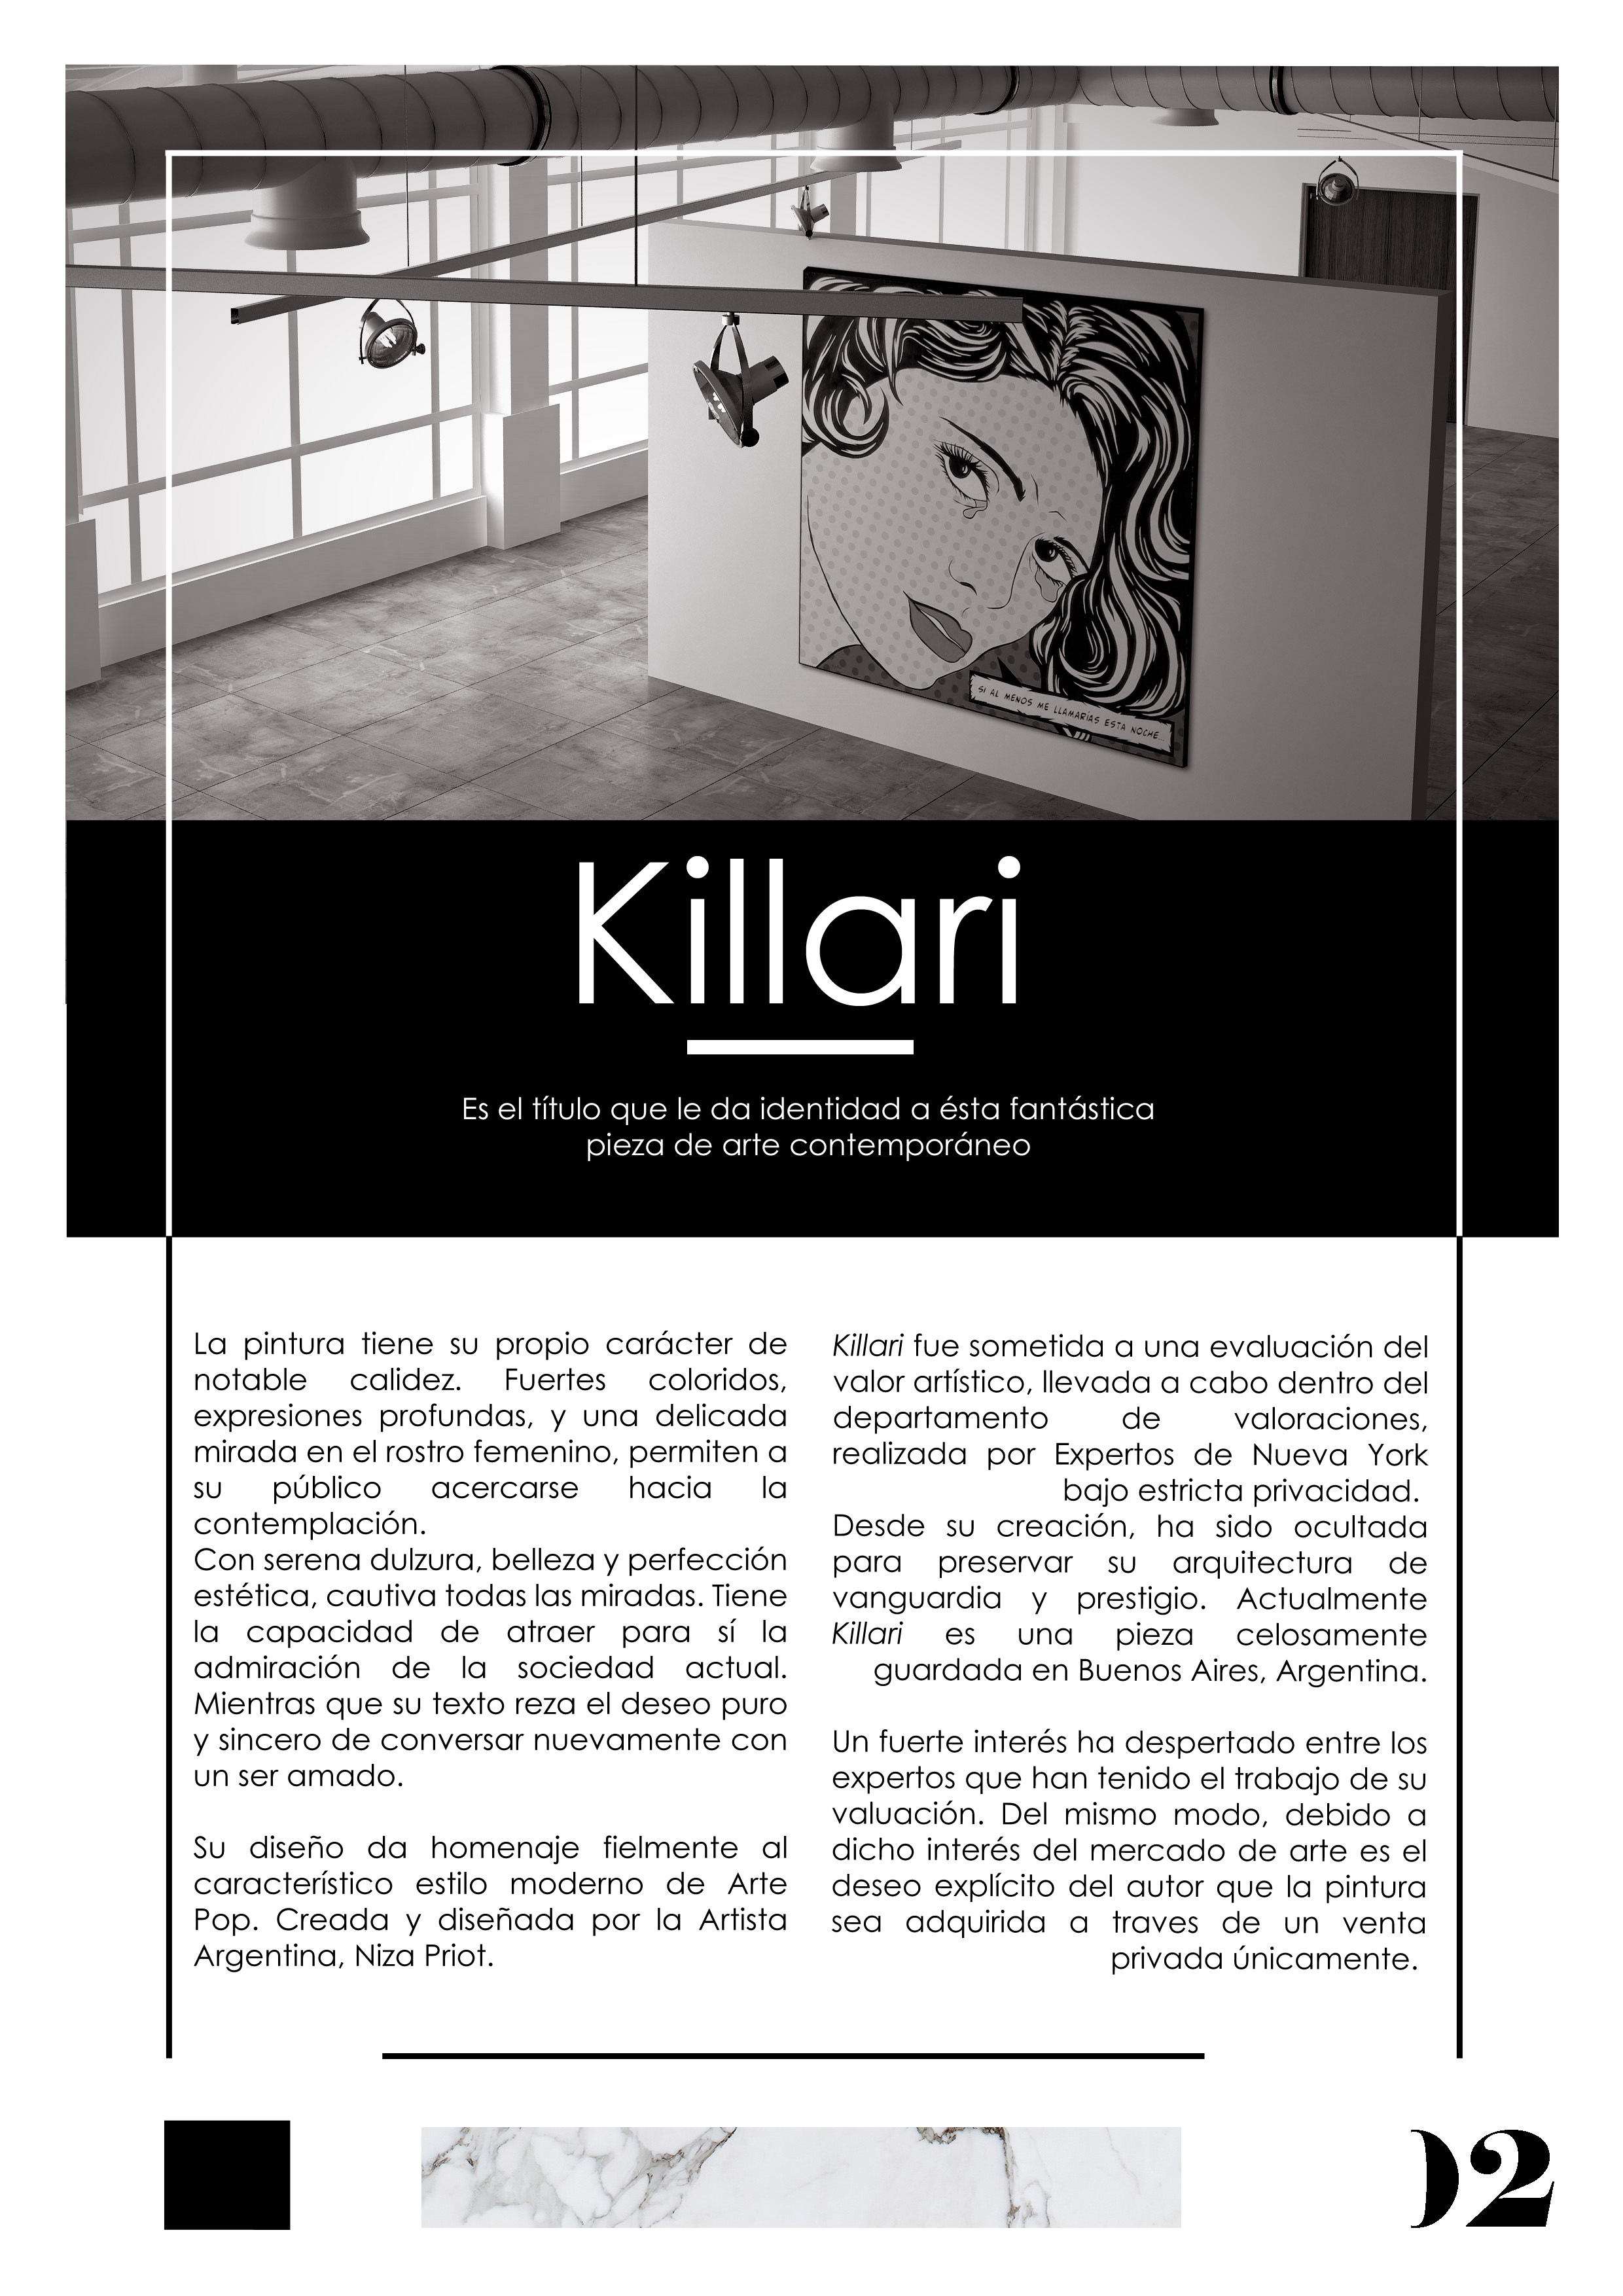 SI AL MENOS ME LLAMARÍAS ESTA NOCHE...
Killari
Es el título que le da identidad a ésta fantástica
pieza de arte contemporáneo
La pintura tiene su propio carácter de
notable calidez. Fuertes coloridos,
expresiones profundas, y una delicada
mirada en el rostro femenino, permiten a
su público acercarse hacia la
contemplación.
Con serena dulzura, belleza y perfección
estética, cautiva todas las miradas. Tiene
la capacidad de atraer para sí la
admiración de la sociedad actual.
Mientras que su texto reza el deseo puro
y sincero de conversar nuevamente con
un ser amado.
Su diseño da homenaje fielmente al
característico estilo moderno de Arte
Pop. Creada y diseñada por la Artista
Argentina, Niza Priot.
Killari fue sometida a una evaluación del
valor artístico, llevada a cabo dentro del
departamento de valoraciones,
realizada por Expertos de Nueva York
bajo estricta privacidad.
Desde su creación, ha sido ocultada
para preservar su arquitectura de
vanguardia y prestigio. Actualmente
Killari es una pieza celosamente
guardada en Buenos Aires, Argentina.
Un fuerte interés ha despertado entre los
expertos que han tenido el trabajo de su
valuación. Del mismo modo, debido a
dicho interés del mercado de arte es el
deseo explícito del autor que la pintura
sea adquirida a traves de un venta
privada únicamente.
02